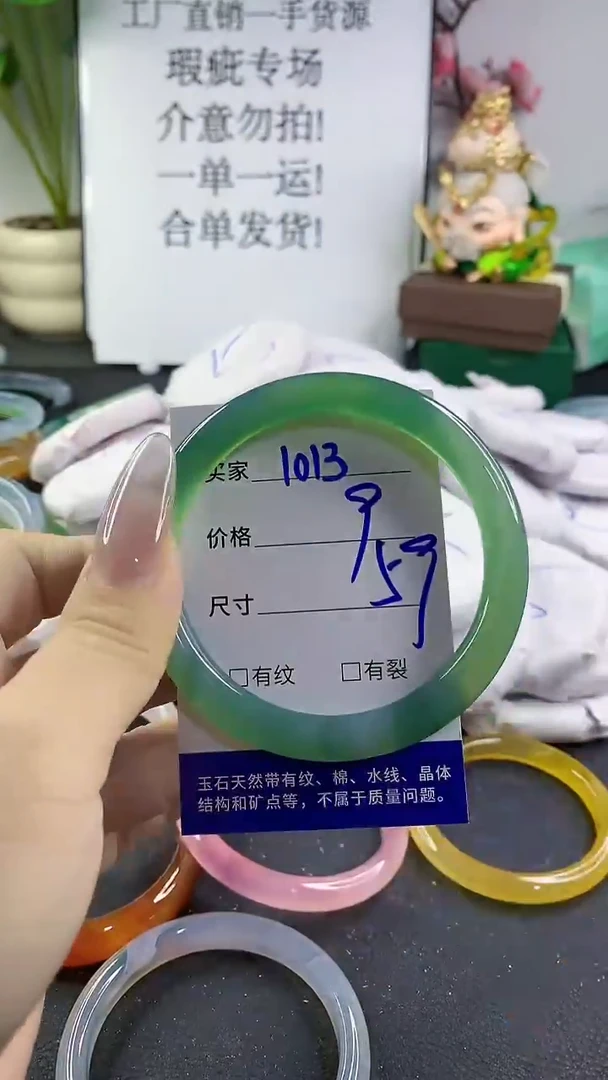 工厂直销一手货源
瑕疵专场
介意勿拍!
一单一运!
合单发货!
买家 1013
价格 9
尺寸 59
□有纹 □有裂
玉石天然带有纹、棉、水线、晶体
结构和矿点等，不属于质量问题。